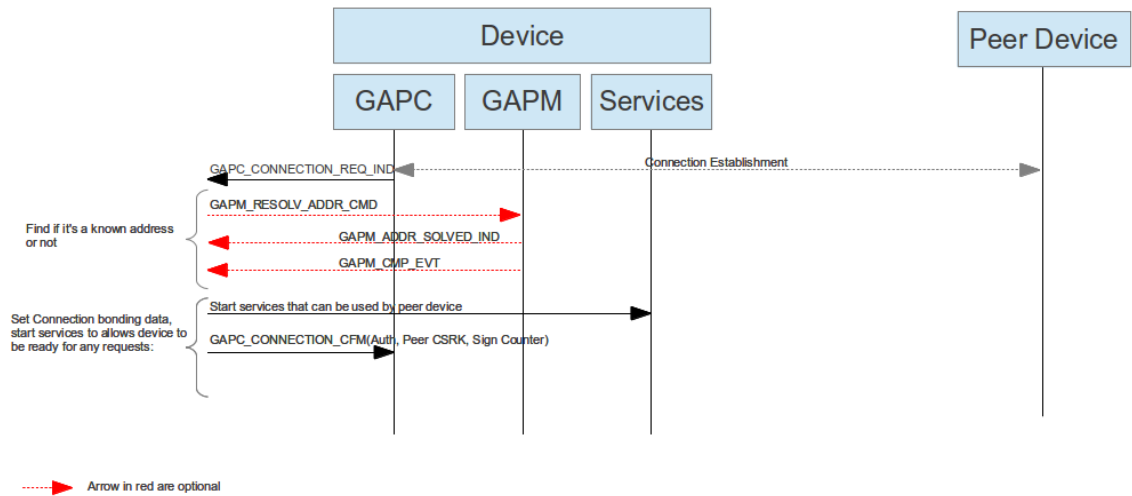 Device
Peer Device
GAPC
GAPM
Services
Connection Establishment
GAPC_CONNECTION_REQ_IND
GAPM_RESOLV_ADDR_CMD
Find if it's a known address
or not
GAPM_ADDR_SOLVED_IND
GAPM_CMP_EVT
Start services that can be used by peer device
Set Connection bonding data,
start services to allows device to
be ready for any requests:
GAPC_CONNECTION_CFM(Auth, Peer CSRK, Sign Counter)
Arrow in red are optional